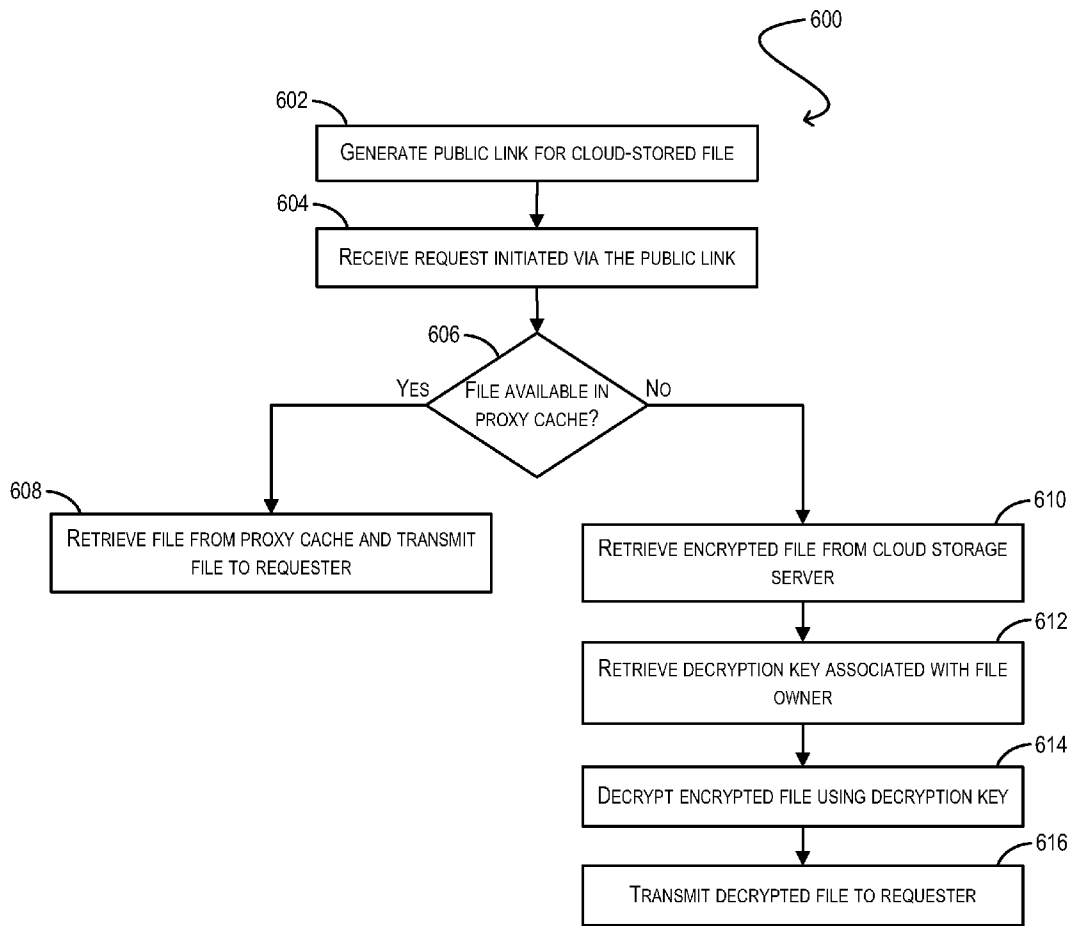 600
602
GENERATE PUBLIC LINK FOR CLOUD-STORED FILE
604
RECEIVE REQUEST INITIATED VIA THE PUBLIC LINK
606
YES
FILE AVAILABLE IN
PROXY CACHE?
NO
608
RETRIEVE FILE FROM PROXY CACHE AND TRANSMIT
FILE TO REQUESTER
610
RETRIEVE ENCRYPTED FILE FROM CLOUD STORAGE
SERVER
612
RETRIEVE DECRYPTION KEY ASSOCIATED WITH FILE
OWNER
614
DECRYPT ENCRYPTED FILE USING DECRYPTION KEY
616
TRANSMIT DECRYPTED FILE TO REQUESTER